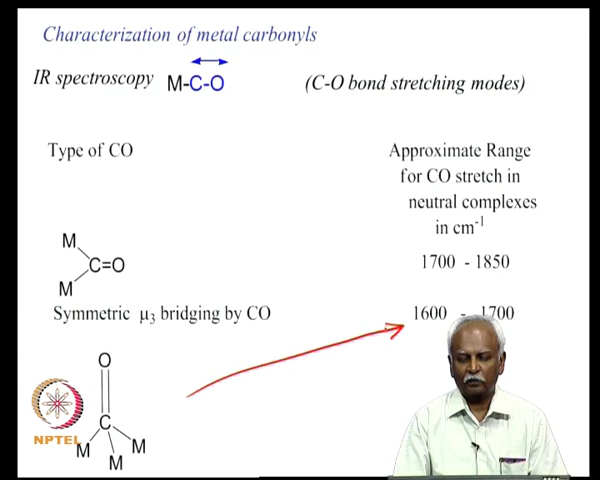 Characterization of metal carbonyls
IR spectroscopy M-C-O (C-O bond stretching modes)
Type of CO
Approximate Range
for CO stretch in
neutral complexes
in cm-1
M
C=O
M
1700 - 1850
Symmetric μ3 bridging by CO
1600 - 1700
O
C
M
M
M
NPTEL